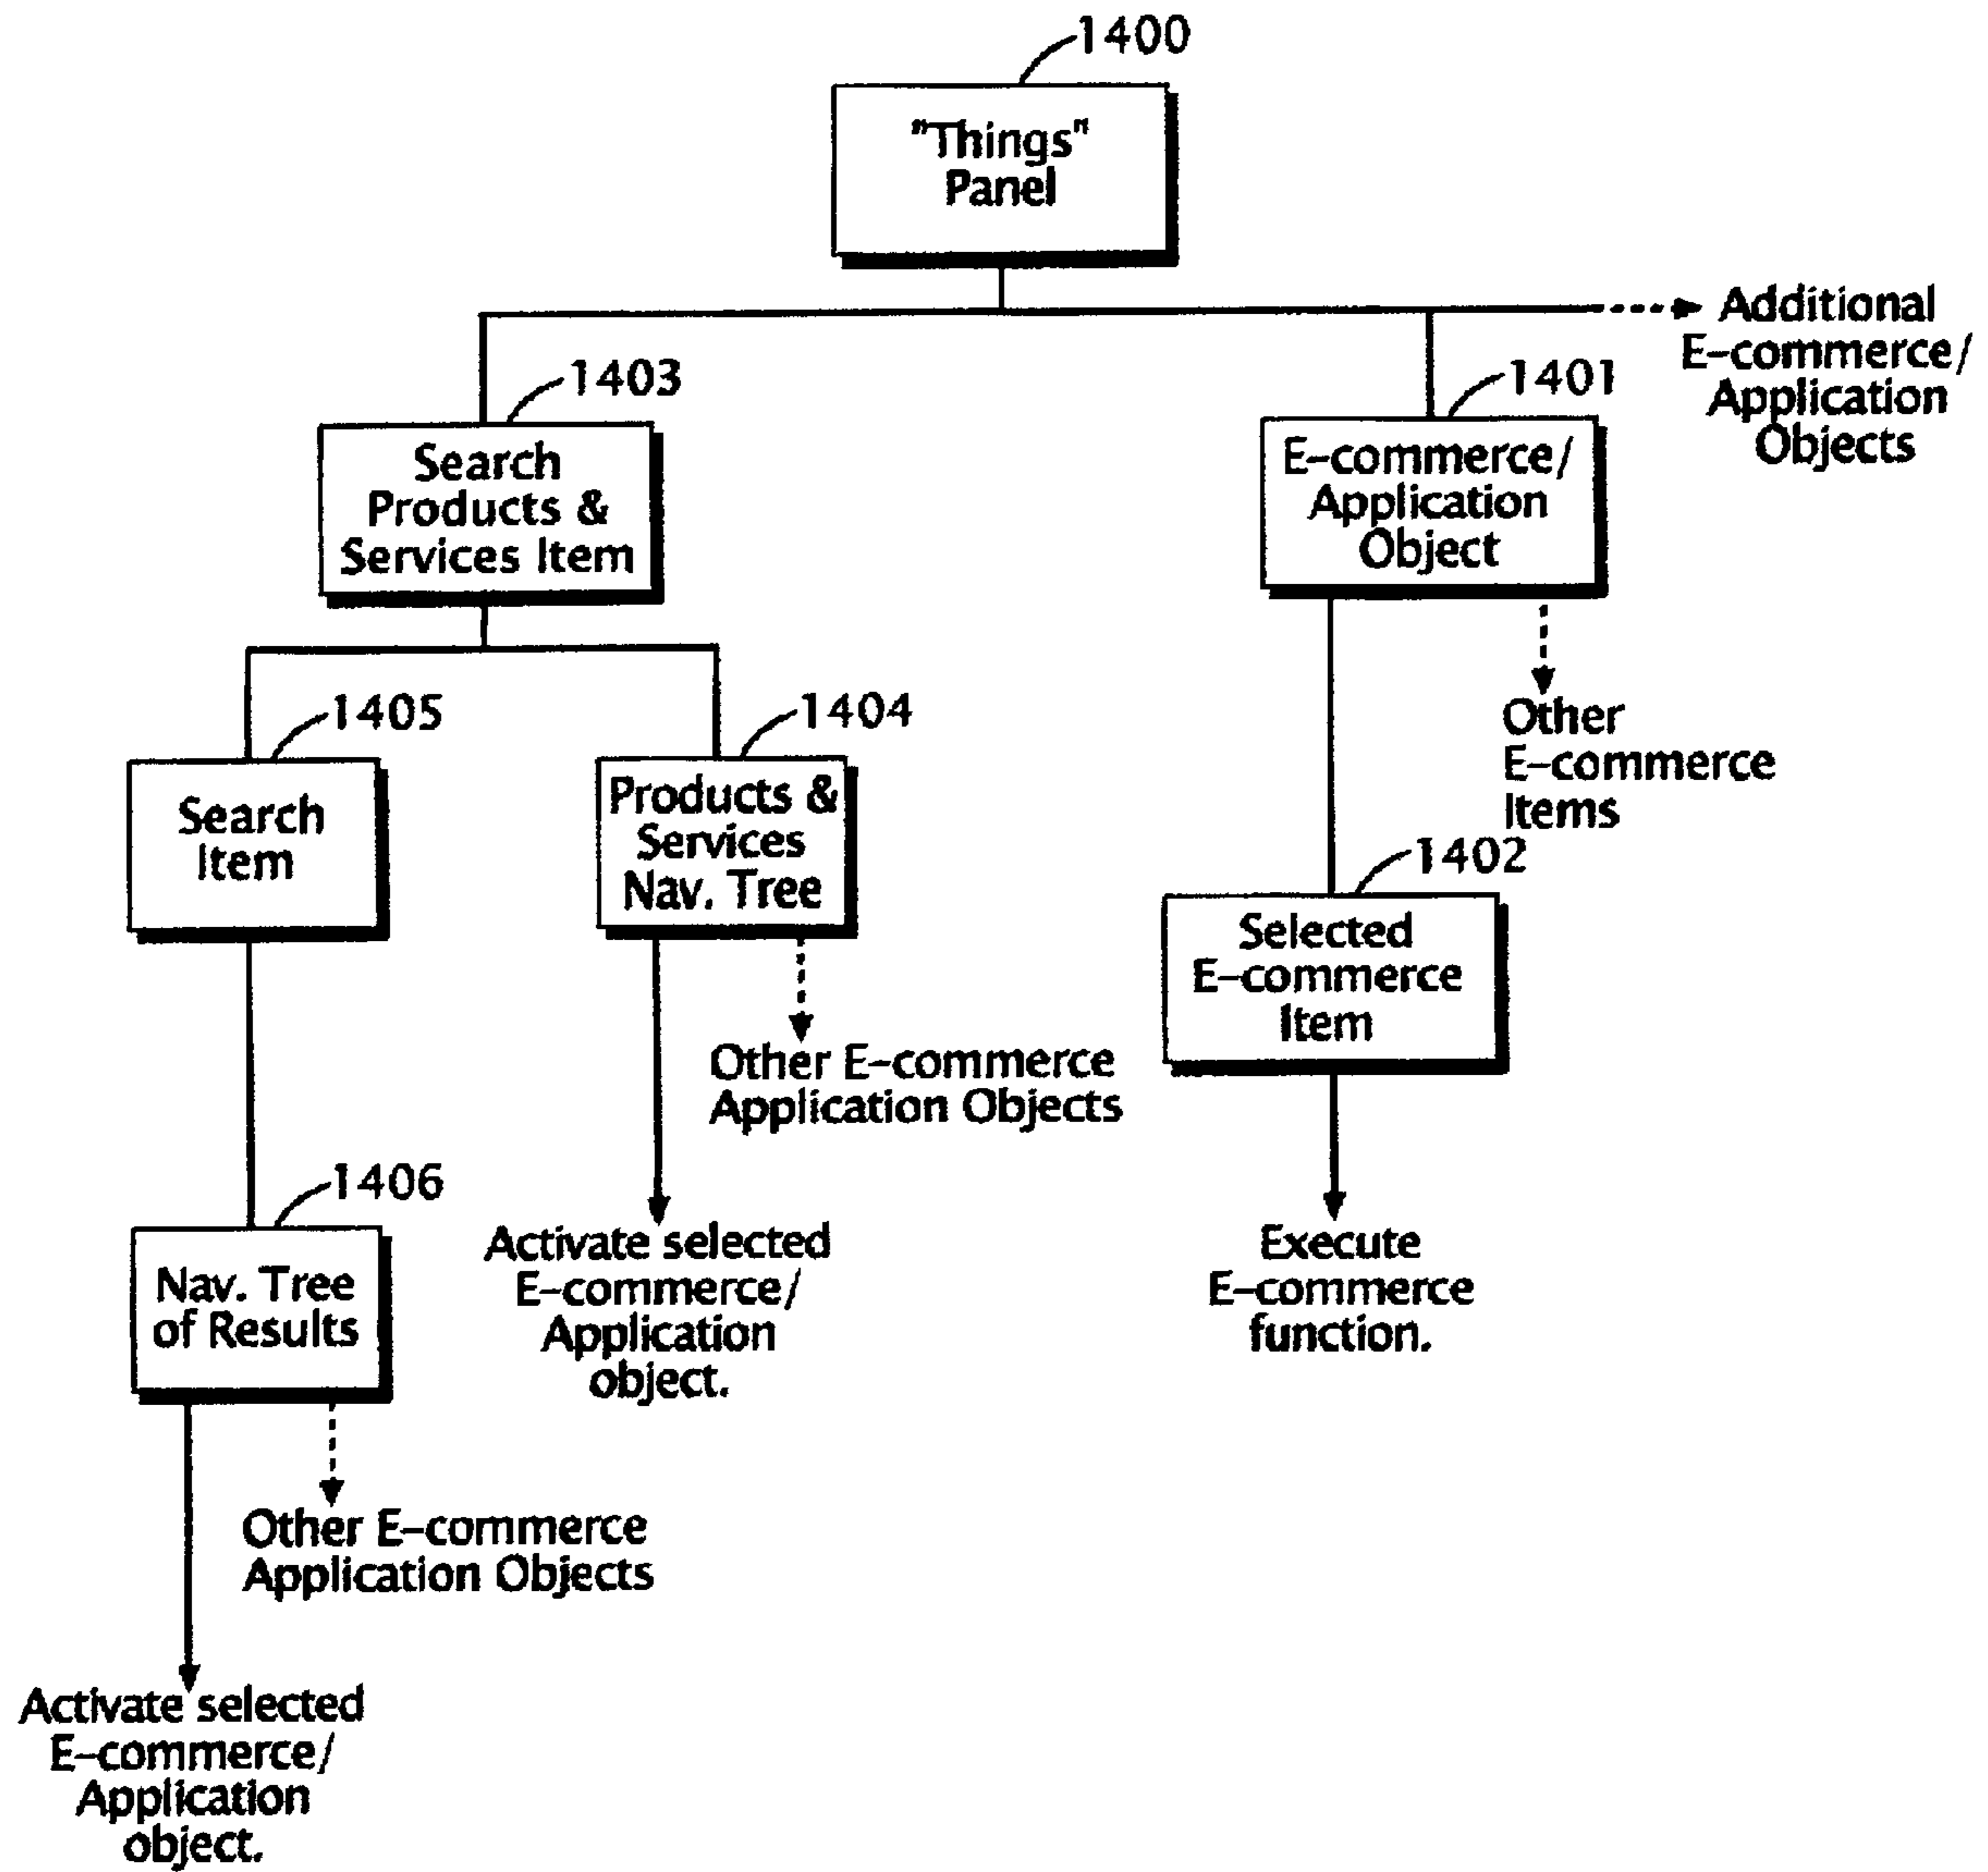 1400
"Things"
Panel
Additional
E-commerce/
Application
Objects
1403
Search
Products &
Services Item
1401
E-commerce/
Application
Object
1405
Search
Item
1404
Products &
Services
Nav. Tree
Other
E-commerce
Items
1402
Selected
E-commerce
Item
Other E-commerce
Application Objects
1406
Nav. Tree
of Results
Activate selected
E-commerce/
Application
object.
Execute
E-commerce
function.
Other E-commerce
Application Objects
Activate selected
E-commerce/
Application
object.